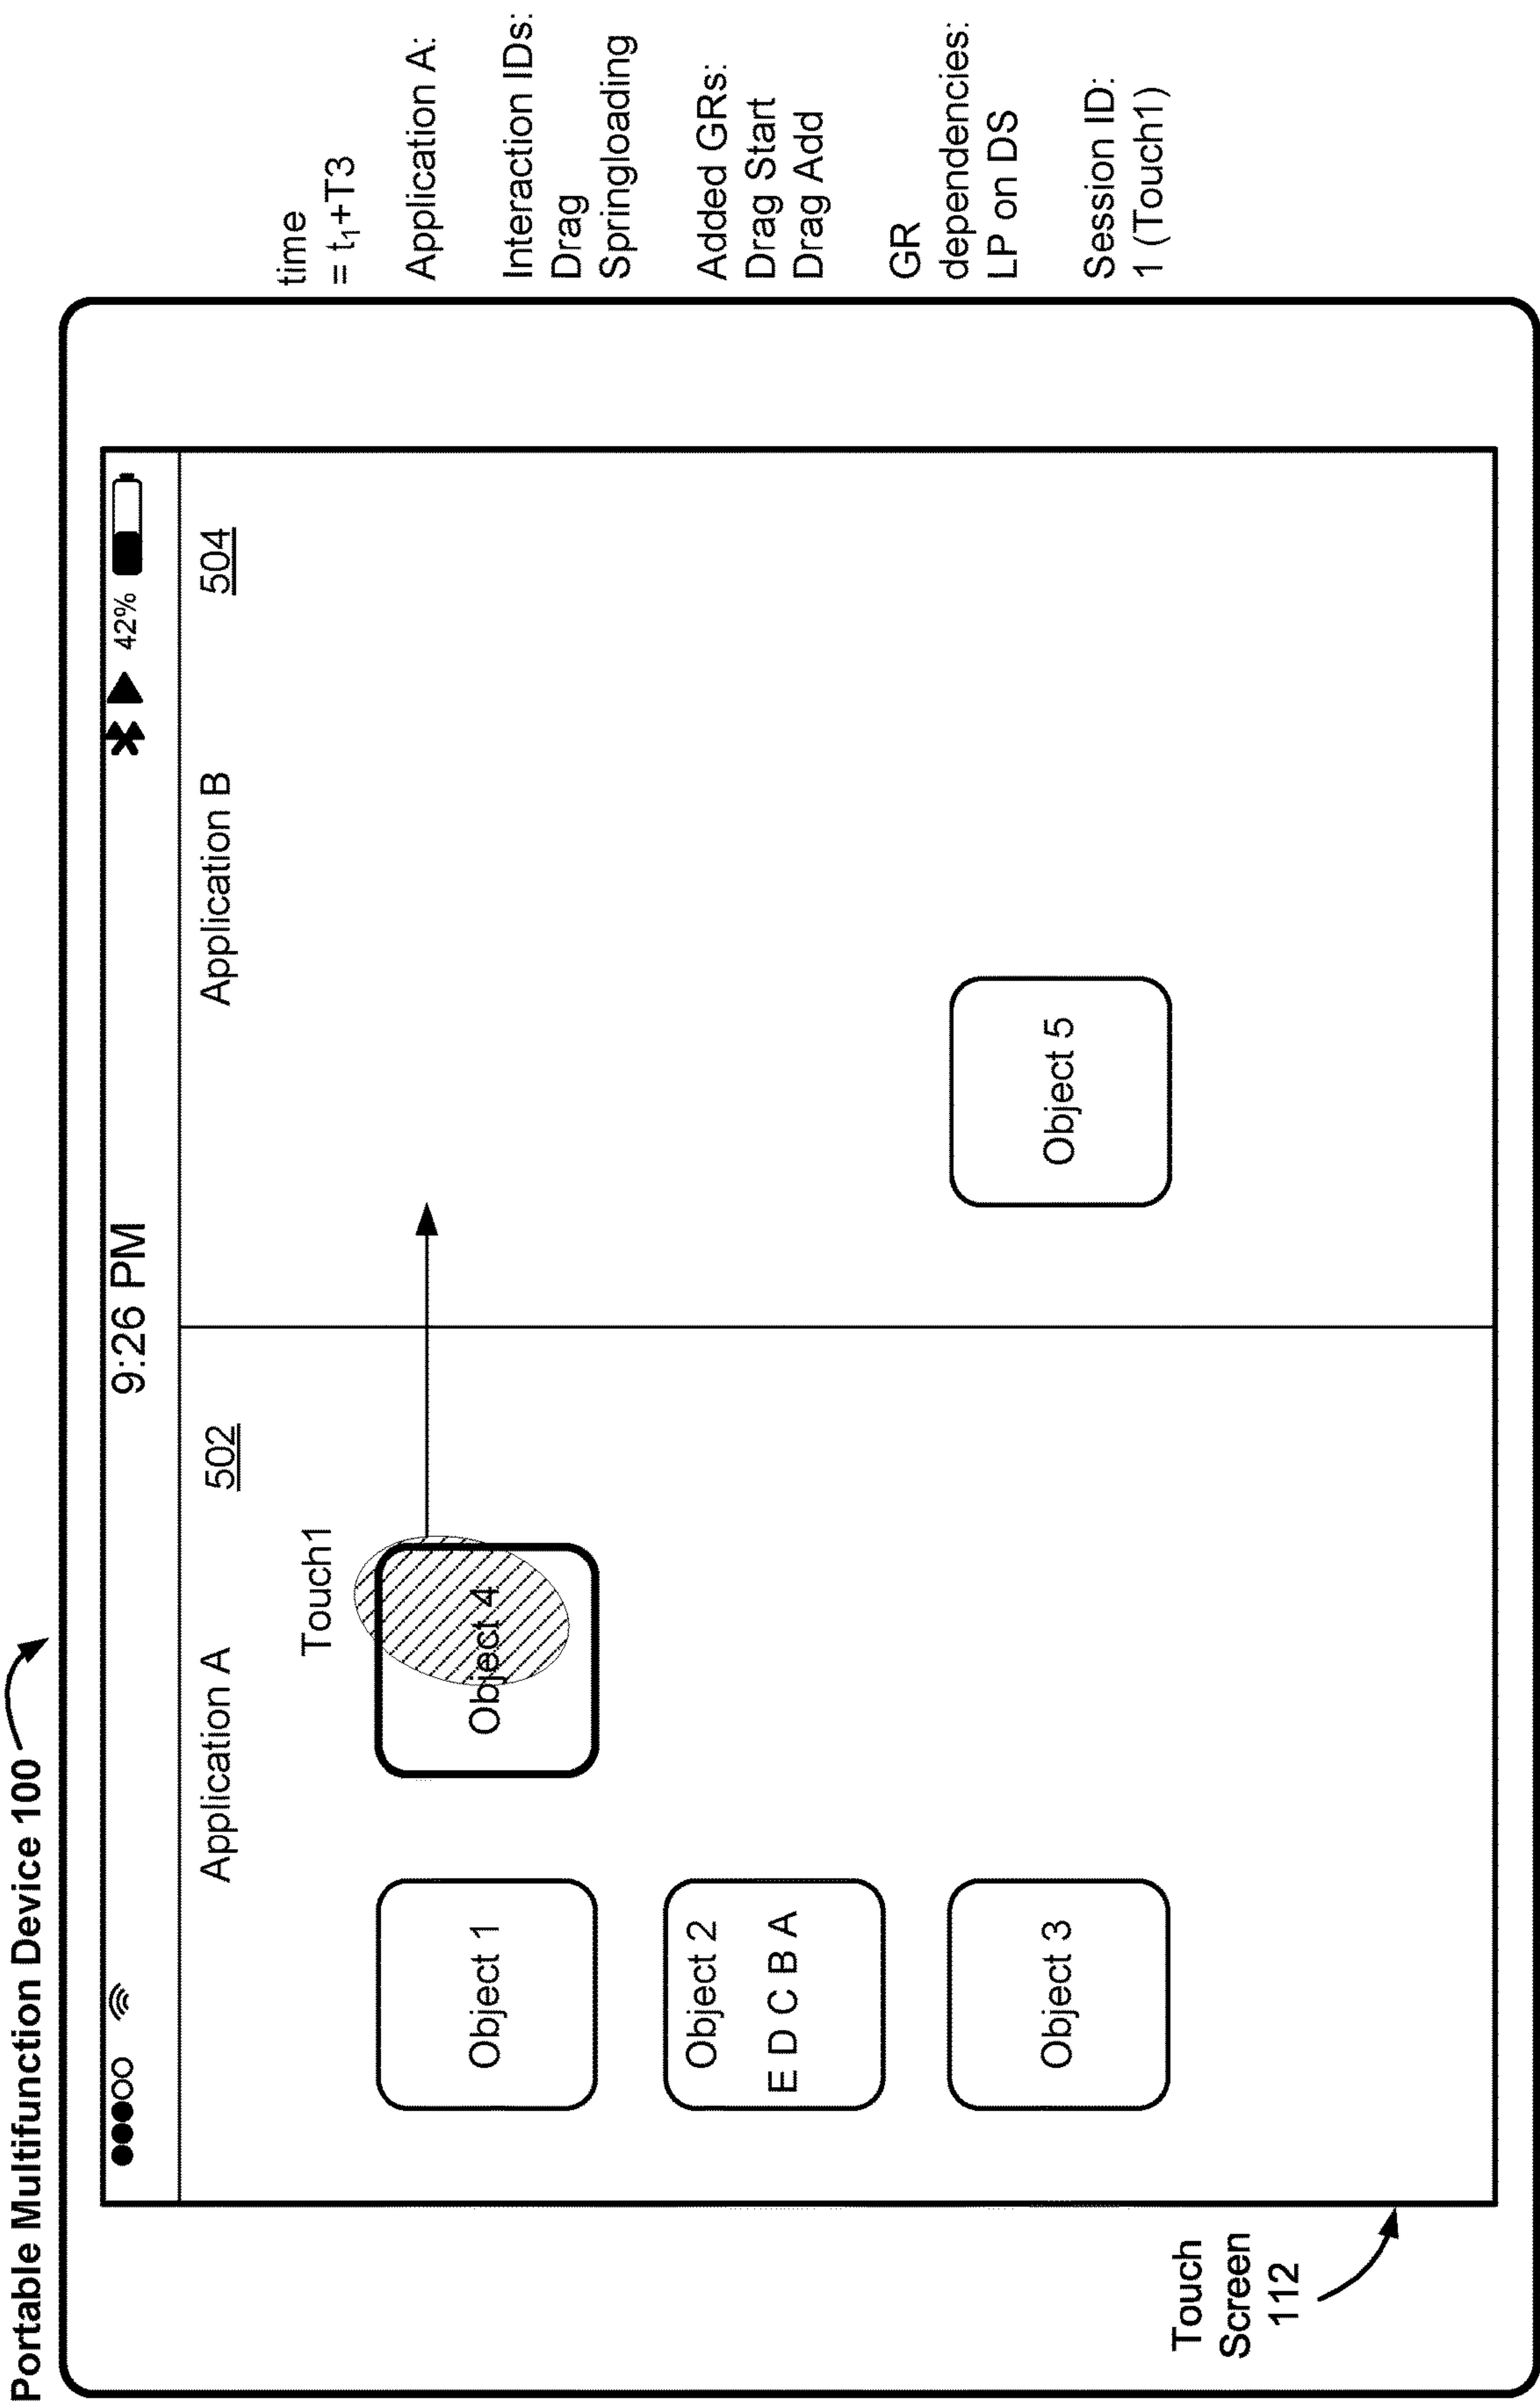 Portable Multifunction Device 100
9:26 PM
42%
Application A
502
Application B
504
Touch1
Object 1
Object 4
Object 2
E D C B A
Object 3
Object 5
Touch
Screen
112
time
= t₁+T3
Application A:
Interaction IDs:
Drag
Springloading
Added GRs:
Drag Start
Drag Add
GR
dependencies:
LP on DS
Session ID:
1 (Touch1)